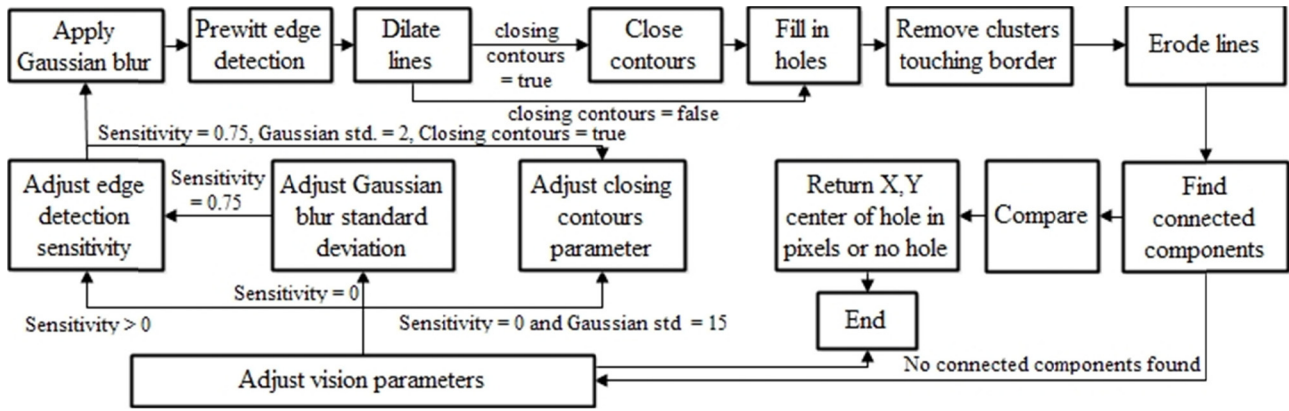 Apply
Gaussian blur
Prewitt edge
detection
Dilate
lines
closing
contours
= true
Close
contours
Fill in
holes
Remove clusters
touching border
Erode lines
closing contours = false
Sensitivity = 0.75, Gaussian std. = 2, Closing contours = true
Adjust edge
detection
sensitivity
Sensitivity
= 0.75
Adjust Gaussian
blur standard
deviation
Adjust closing
contours
parameter
Return X,Y
center of hole in
pixels or no hole
Compare
Find
connected
components
Sensitivity = 0
Sensitivity > 0
Sensitivity = 0 and Gaussian std = 15
End
No connected components found
Adjust vision parameters